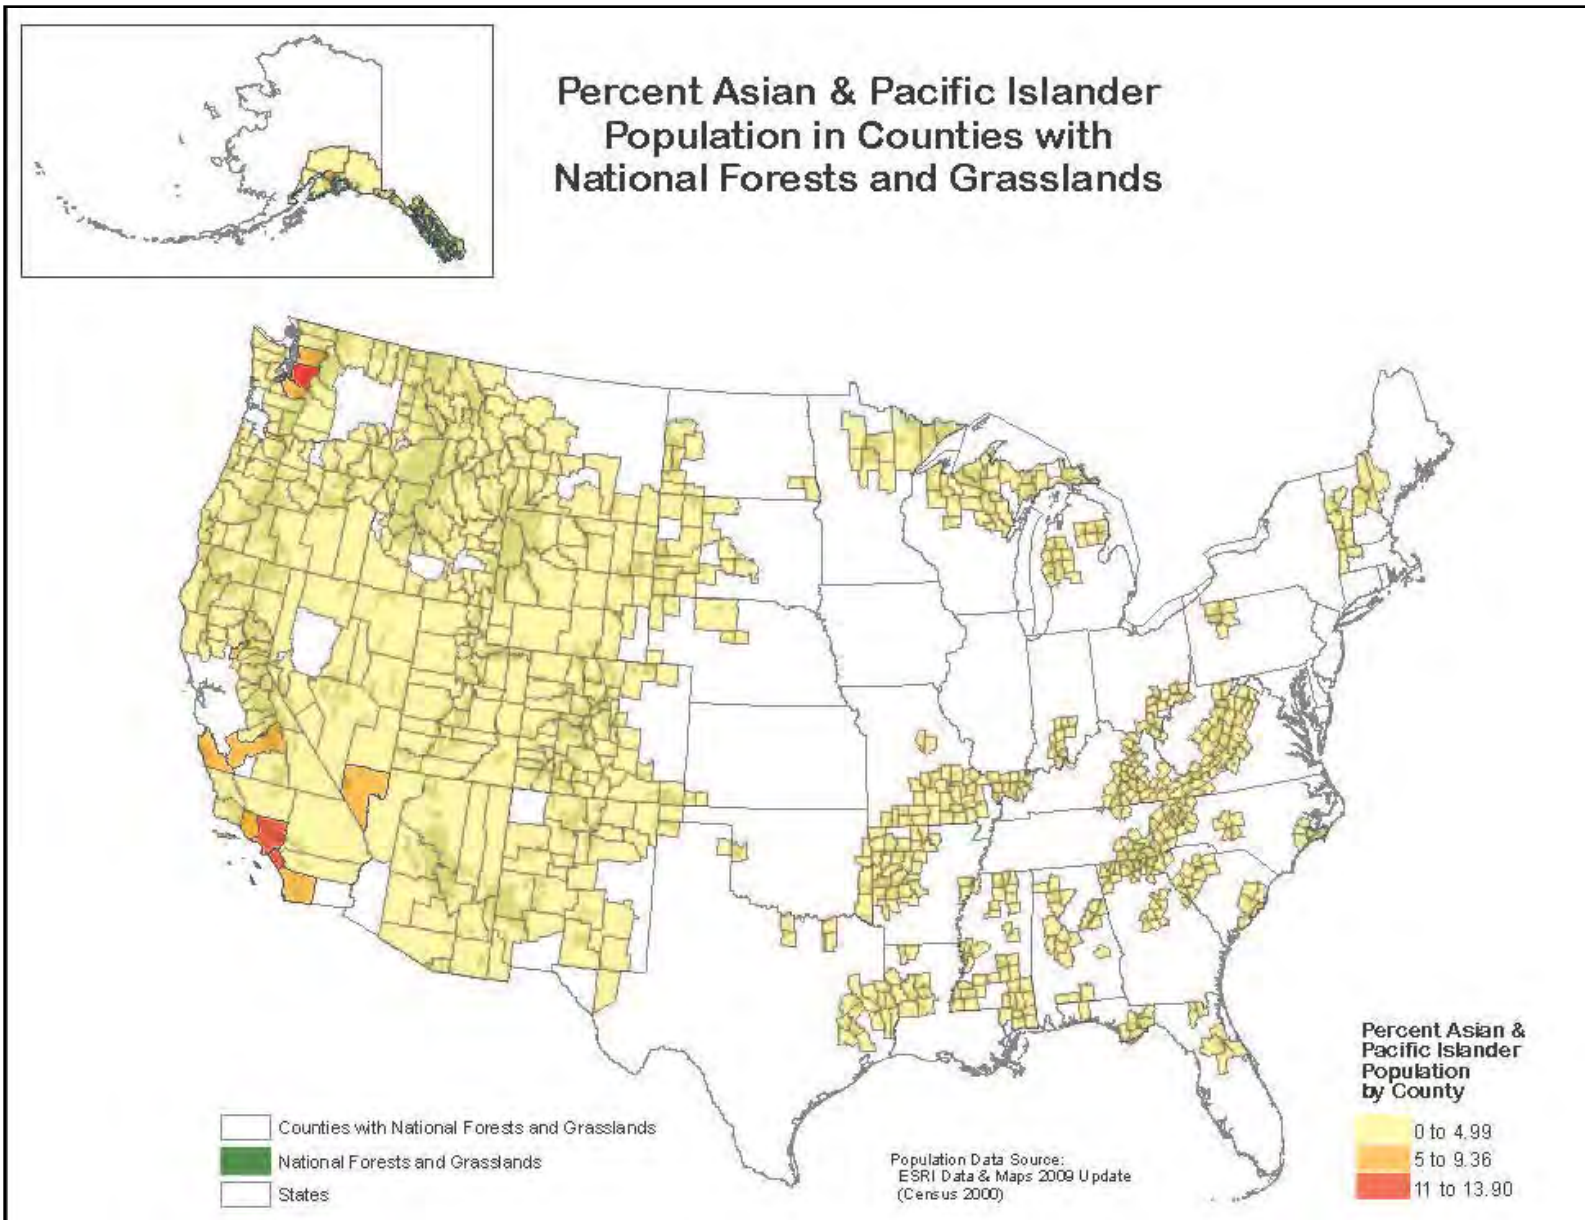 Percent Asian & Pacific Islander
Population in Counties with
National Forests and Grasslands
Counties with National Forests and Grasslands
National Forests and Grasslands
States
Population Data Source:
ESRI Data & Maps 2009 Update
(Census 2000)
Percent Asian &
Pacific Islander
Population
by County
0 to 4.99
5 to 9.36
11 to 13.90